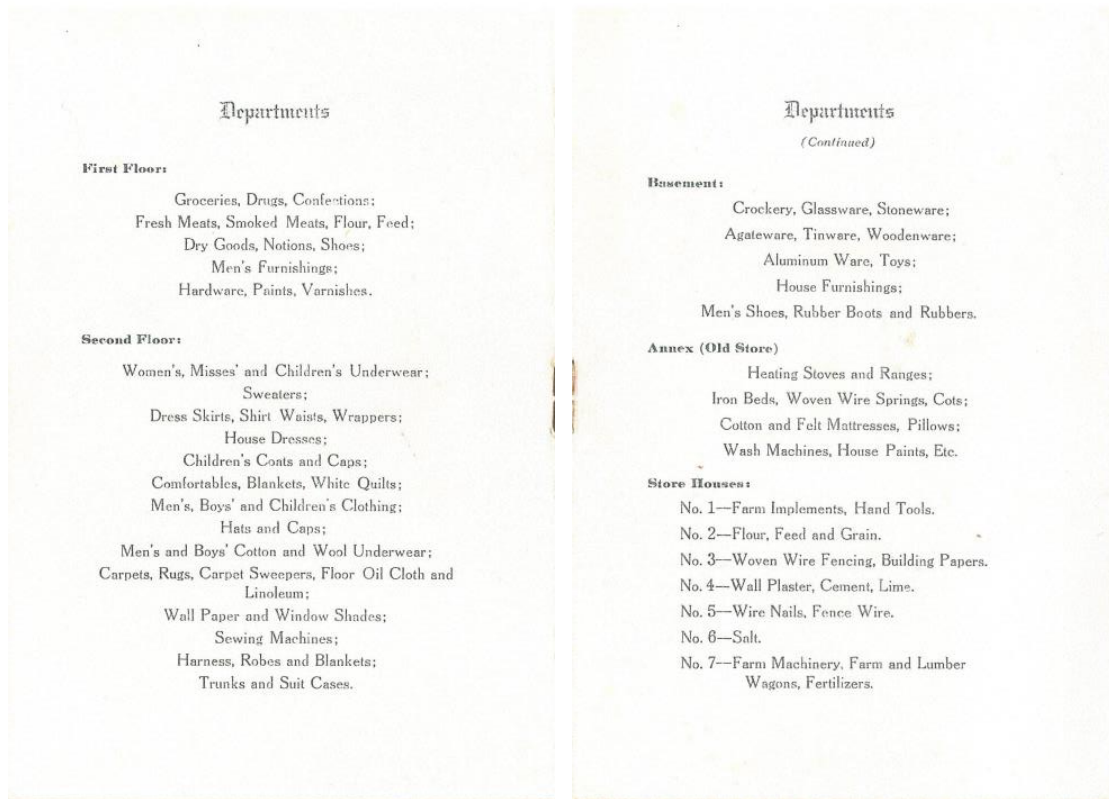 Departments
First Floor:
Groceries, Drugs, Confections;
Fresh Meats, Smoked Meats, Flour, Feed;
Dry Goods, Notions, Shoes;
Men's Furnishings;
Hardware, Paints, Varnishes.
Second Floor:
Women's, Misses' and Children's Underwear;
Sweaters;
Dress Skirts, Shirt Waists, Wrappers;
House Dresses;
Children's Coats and Caps;
Comfortables, Blankets, White Quilts;
Men's, Boys' and Children's Clothing;
Hats and Caps;
Men's and Boys' Cotton and Wool Underwear;
Carpets, Rugs, Carpet Sweepers, Floor Oil Cloth and
Linoleum;
Wall Paper and Window Shades;
Sewing Machines;
Harness, Robes and Blankets;
Trunks and Suit Cases.
Departments
(Continued)
Basement:
Crockery, Glassware, Stoneware;
Agateware, Tinware, Woodenware;
Aluminum Ware, Toys;
House Furnishings;
Men's Shoes, Rubber Boots and Rubbers.
Annex (Old Store)
Heating Stoves and Ranges;
Iron Beds, Woven Wire Springs, Cots;
Cotton and Felt Mattresses, Pillows;
Wash Machines, House Paints, Etc.
Store Houses:
No. 1—Farm Implements, Hand Tools.
No. 2—Flour, Feed and Grain.
No. 3—Woven Wire Fencing, Building Papers.
No. 4—Wall Plaster, Cement, Lime.
No. 5—Wire Nails, Fence Wire.
No. 6—Salt.
No. 7—Farm Machinery, Farm and Lumber
Wagons, Fertilizers.